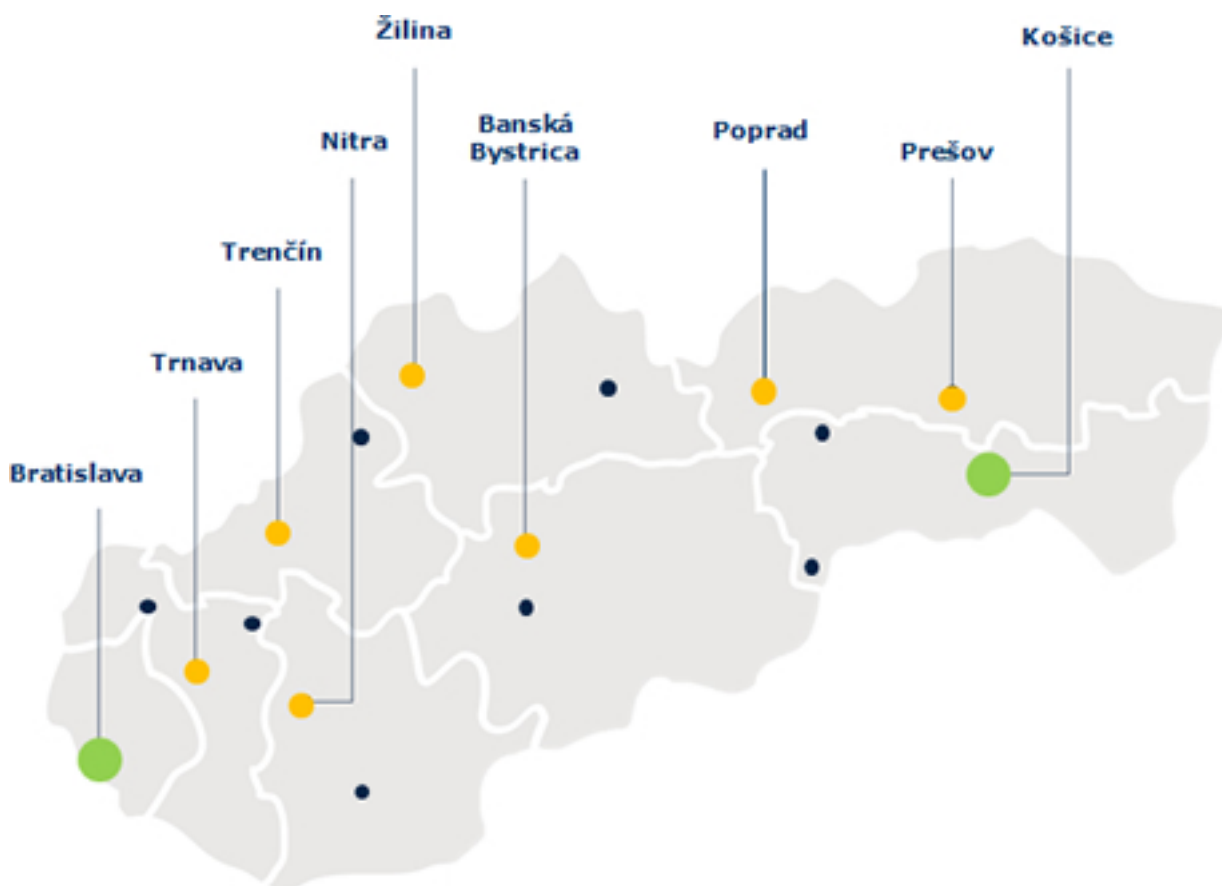 Žilina
Košice
Nitra
Banská
Bystrica
Poprad
Prešov
Trenčín
Trnava
Bratislava